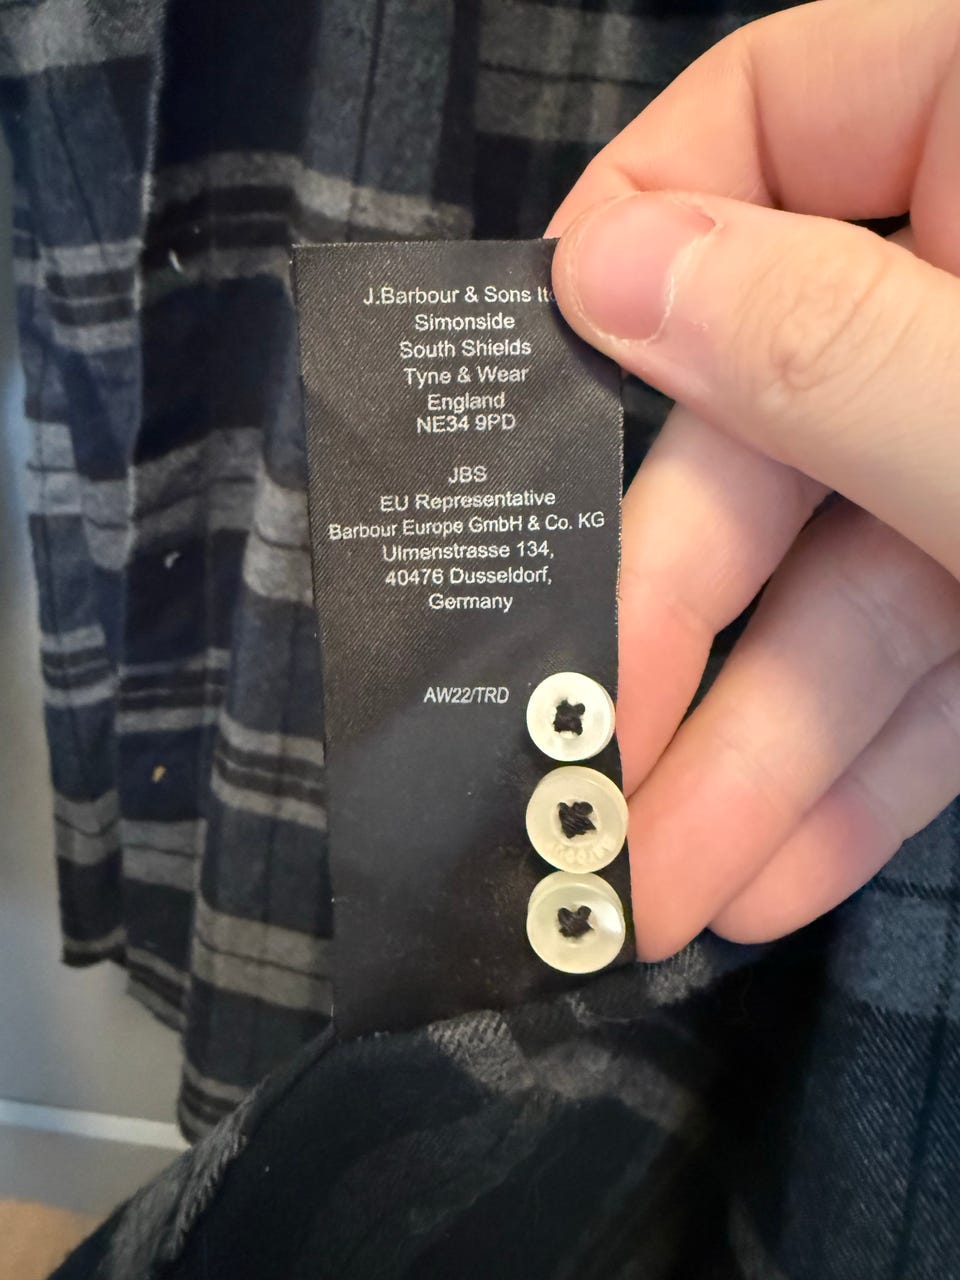 J.Barbour & Sons lt
Simonside
South Shields
Tyne & Wear
England
NE34 9PD
JBS
EU Representative
Barbour Europe GmbH & Co. KG
Ulmenstrasse 134,
40476 Dusseldorf,
Germany
AW22/TRD